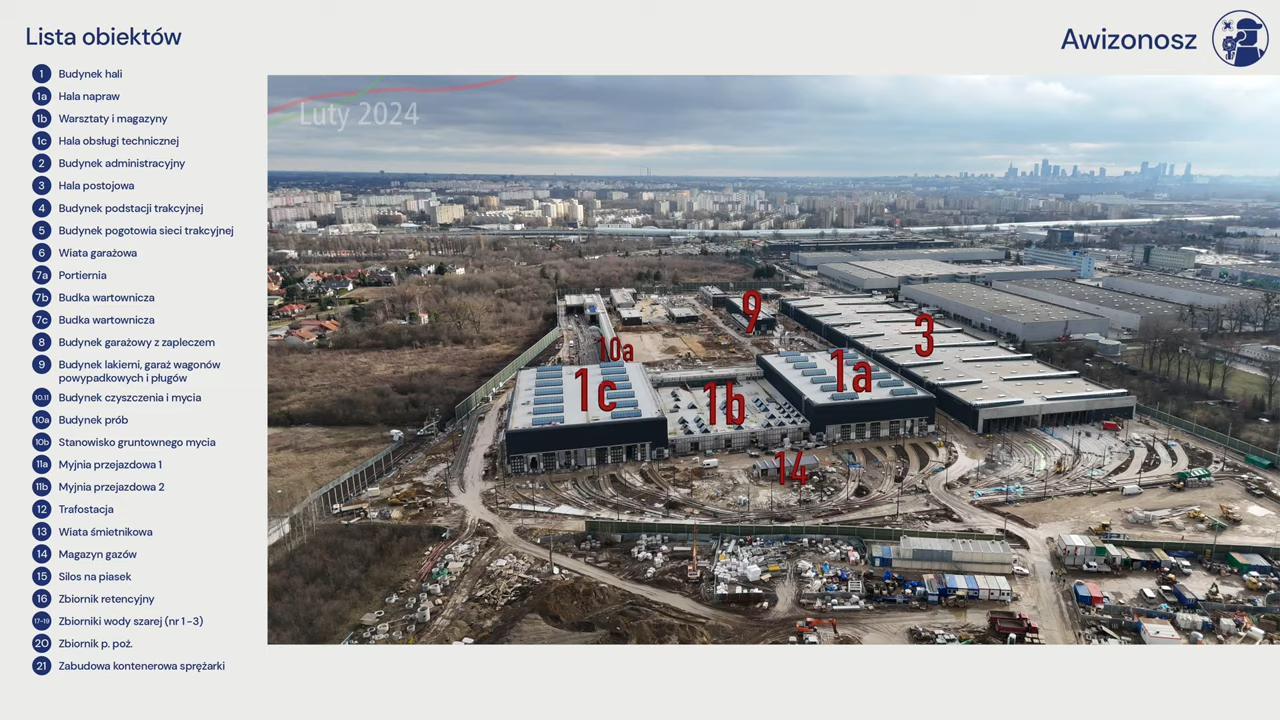 Lista obiektów
Awizonosz
1 Budynek hali
1a Hala napraw
1b Warsztaty i magazyny
1c Hala obsługi technicznej
2 Budynek administracyjny
3 Hala postojowa
4 Budynek podstacji trakcyjnej
5 Budynek pogotowia sieci trakcyjnej
6 Wiata garażowa
7a Portiernia
7b Budka wartownicza
7c Budka wartownicza
8 Budynek garażowy z zapleczem
9 Budynek lakierni, garaż wagonów
powypadkowych i pługów
10.11 Budynek czyszczenia i mycia
10a Budynek prób
10b Stanowisko gruntownego mycia
11a Myjnia przejazdowa 1
11b Myjnia przejazdowa 2
12 Trafostacja
13 Wiata śmietnikowa
14 Magazyn gazów
15 Silos na piasek
16 Zbiornik retencyjny
17-19 Zbiorniki wody szarej (nr 1-3)
20 Zbiornik p. poż.
21 Zabudowa kontenerowa sprężarki
Luty 2024
9
3
10a
1c
1b
1a
14